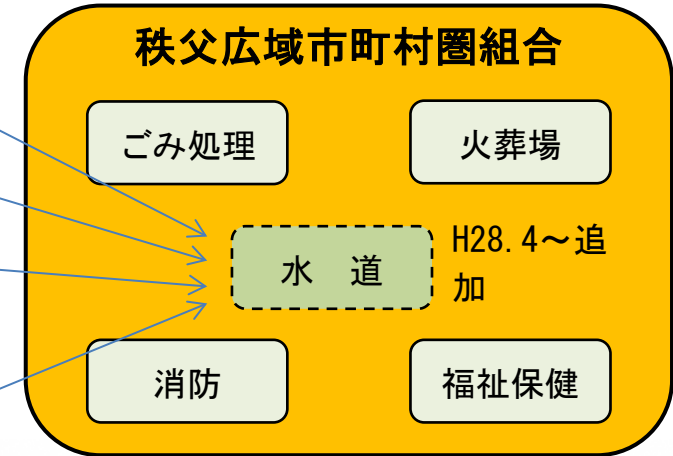 秩父広域市町村圏組合
ごみ処理
火葬場
水　道
H28.4～追
加
消防
福祉保健